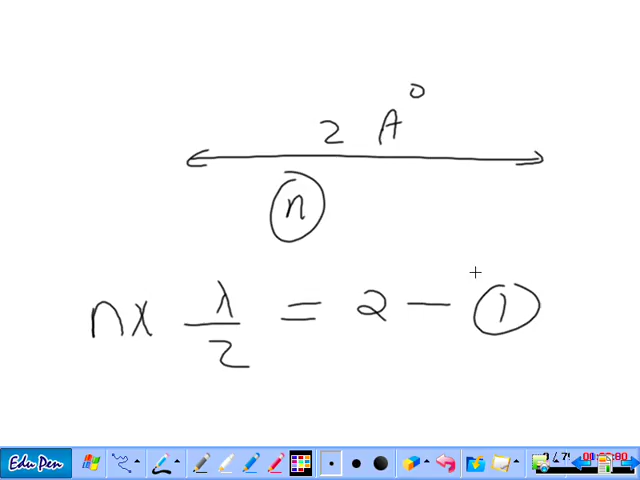 2 A°
n
n x λ/2 = 2 — 1
Edu Pen